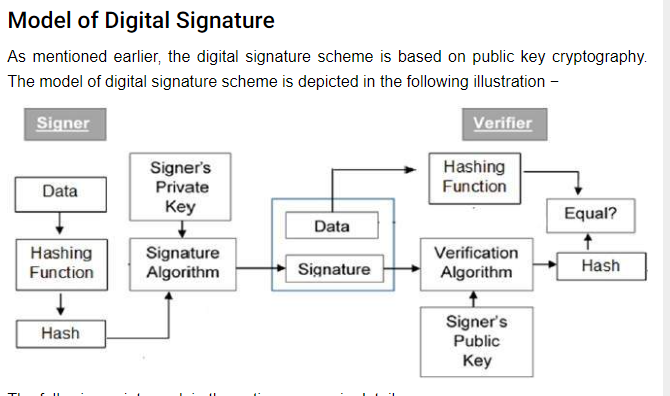 Model of Digital Signature
As mentioned earlier, the digital signature scheme is based on public key cryptography.
The model of digital signature scheme is depicted in the following illustration –
Signer
Verifier
Data
Hashing
Function
Hash
Signer's
Private
Key
Signature
Algorithm
Data
Signature
Hashing
Function
Verification
Algorithm
Signer's
Public
Key
Equal?
Hash